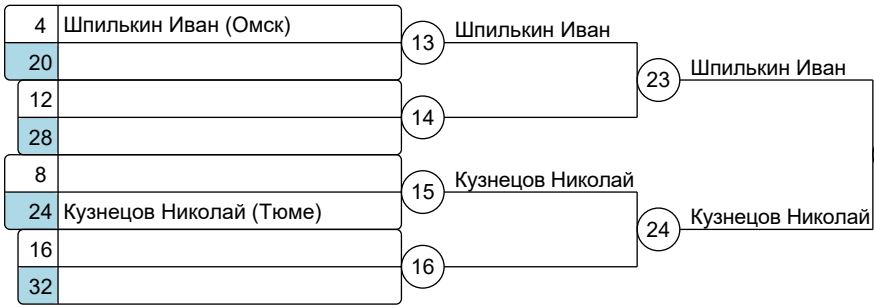 4 Шпилькин Иван (Омск)
20
12
28
8
24 Кузнецов Николай (Тюме)
16
32
13 Шпилькин Иван
14
15 Кузнецов Николай
16
23 Шпилькин Иван
24 Кузнецов Николай